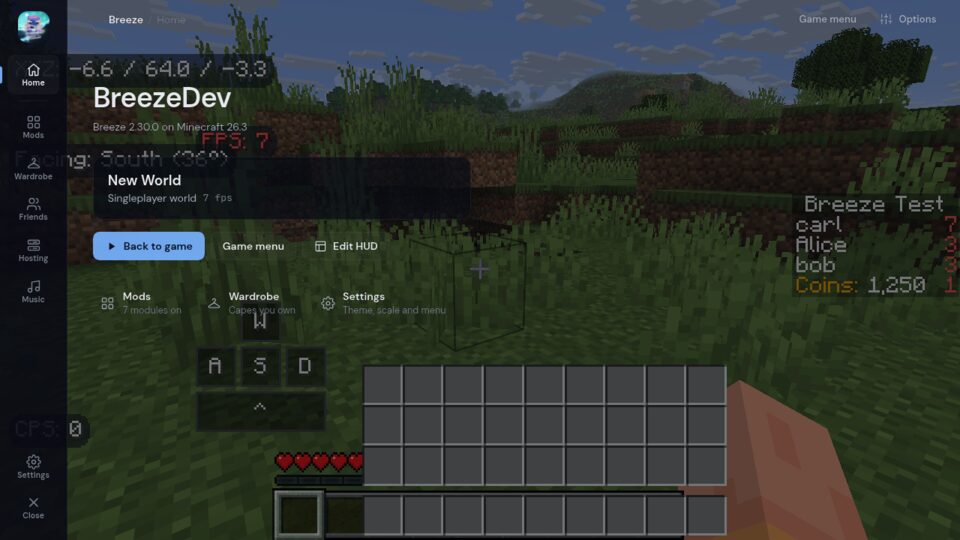 Breeze / Home
Game menu
Options
XYZ: -6.6 / 64.0 / -3.3
Home
BreezeDev
Breeze 2.30.0 on Minecraft 26.3
Mods
FPS: 7
Facing: South (36°)
Wardrobe
New World
Singleplayer world 7 fps
Friends
Breeze Test
carl 7
Alice 3
bob 3
Coins: 1,250 1
Hosting
Back to game
Game menu
Edit HUD
Music
Mods
7 modules on
Wardrobe
Capes you own
Settings
Theme, scale and menu
W
A
S
D
^
CPS: 0
Settings
Close